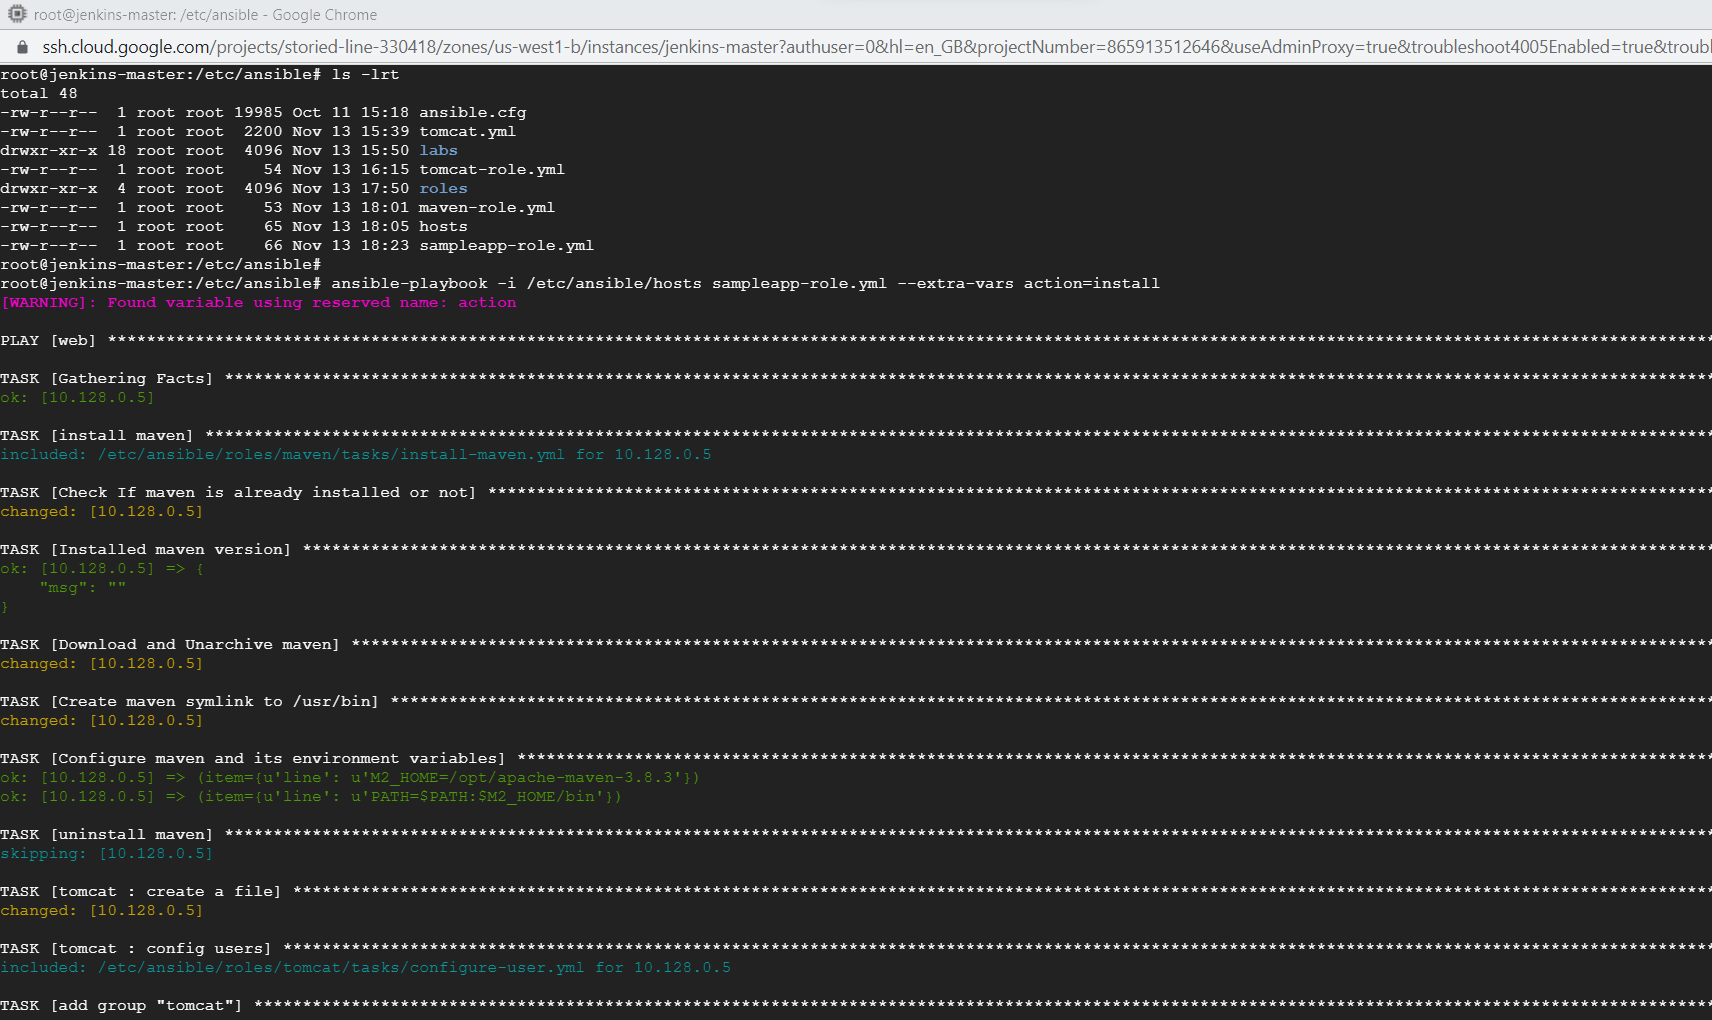 root@jenkins-master: /etc/ansible - Google Chrome
ssh.cloud.google.com/projects/storied-line-330418/zones/us-west1-b/instances/jenkins-master?authuser=0&hl=en_GB&projectNumber=865913512646&useAdminProxy=true&troubleshoot4005Enabled=true&troubl
root@jenkins-master:/etc/ansible# ls -lrt
total 48
-rw-r--r--  1 root root 19985 Oct 11 15:18 ansible.cfg
-rw-r--r--  1 root root  2200 Nov 13 15:39 tomcat.yml
drwxr-xr-x 18 root root  4096 Nov 13 15:50 labs
-rw-r--r--  1 root root    54 Nov 13 16:15 tomcat-role.yml
drwxr-xr-x  4 root root  4096 Nov 13 17:50 roles
-rw-r--r--  1 root root    53 Nov 13 18:01 maven-role.yml
-rw-r--r--  1 root root    65 Nov 13 18:05 hosts
-rw-r--r--  1 root root    66 Nov 13 18:23 sampleapp-role.yml
root@jenkins-master:/etc/ansible#
root@jenkins-master:/etc/ansible# ansible-playbook -i /etc/ansible/hosts sampleapp-role.yml --extra-vars action=install
[WARNING]: Found variable using reserved name: action
PLAY [web] ****************************************************************************************************
TASK [Gathering Facts] ****************************************************************************************************
ok: [10.128.0.5]
TASK [install maven] ****************************************************************************************************
included: /etc/ansible/roles/maven/tasks/install-maven.yml for 10.128.0.5
TASK [Check If maven is already installed or not] ****************************************************************************************************
changed: [10.128.0.5]
TASK [Installed maven version] ****************************************************************************************************
ok: [10.128.0.5] => {
    "msg": ""
}
TASK [Download and Unarchive maven] ****************************************************************************************************
changed: [10.128.0.5]
TASK [Create maven symlink to /usr/bin] ****************************************************************************************************
changed: [10.128.0.5]
TASK [Configure maven and its environment variables] ****************************************************************************************************
ok: [10.128.0.5] => (item={u'line': u'M2_HOME=/opt/apache-maven-3.8.3'})
ok: [10.128.0.5] => (item={u'line': u'PATH=$PATH:$M2_HOME/bin'})
TASK [uninstall maven] ****************************************************************************************************
skipping: [10.128.0.5]
TASK [tomcat : create a file] ****************************************************************************************************
changed: [10.128.0.5]
TASK [tomcat : config users] ****************************************************************************************************
included: /etc/ansible/roles/tomcat/tasks/configure-user.yml for 10.128.0.5
TASK [add group "tomcat"] ****************************************************************************************************